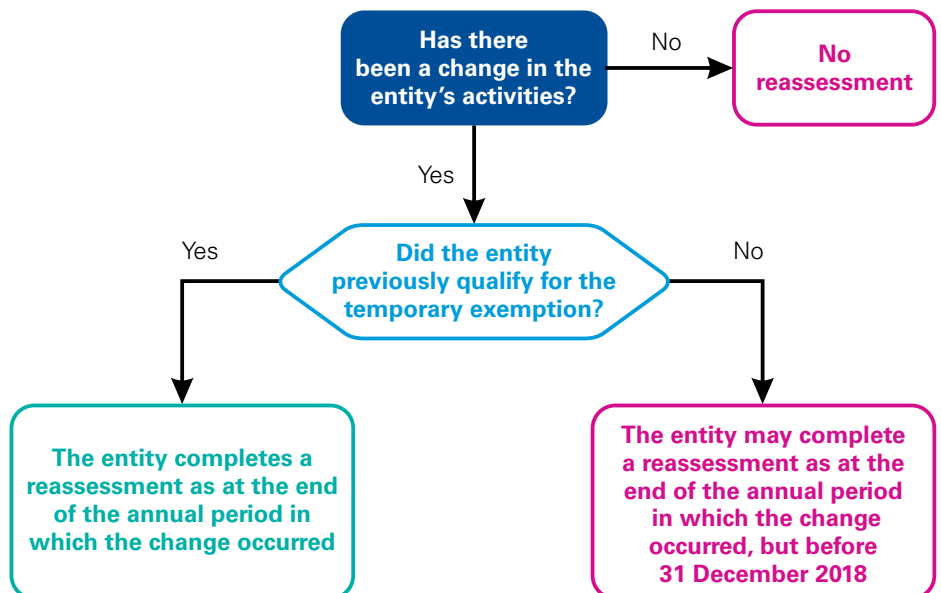 Has there
been a change in the
entity's activities?
No
No
reassessment
Yes
Yes
Did the entity
previously qualify for the
temporary exemption?
No
The entity completes a
reassessment as at the end
of the annual period in
which the change occurred
The entity may complete
a reassessment as at the
end of the annual period
in which the change
occurred, but before
31 December 2018